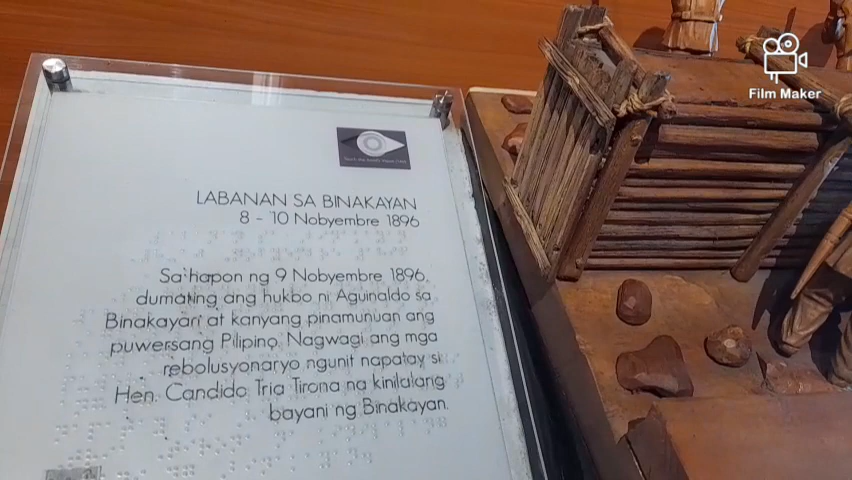 Film Maker
LABANAN SA BINAKAYAN
8 - 10 Nobyembre 1896
Sa hapon ng 9 Nobyembre 1896,
dumating ang hukbo ni Aguinaldo sa
Binakayan at kanyang pinamunuan ang
puwersang Pilipino. Nagwagi ang mga
rebolusyonaryo ngunit napatay si
Hen. Candido Tria Tirona na kinilalang
bayani ng Binakayan.